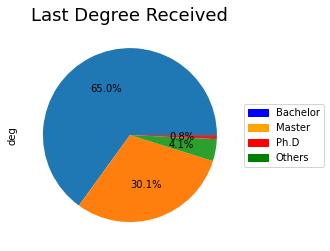 Last Degree Received
65.0%
0.8%
4.1%
30.1%
deg
Bachelor
Master
Ph.D
Others